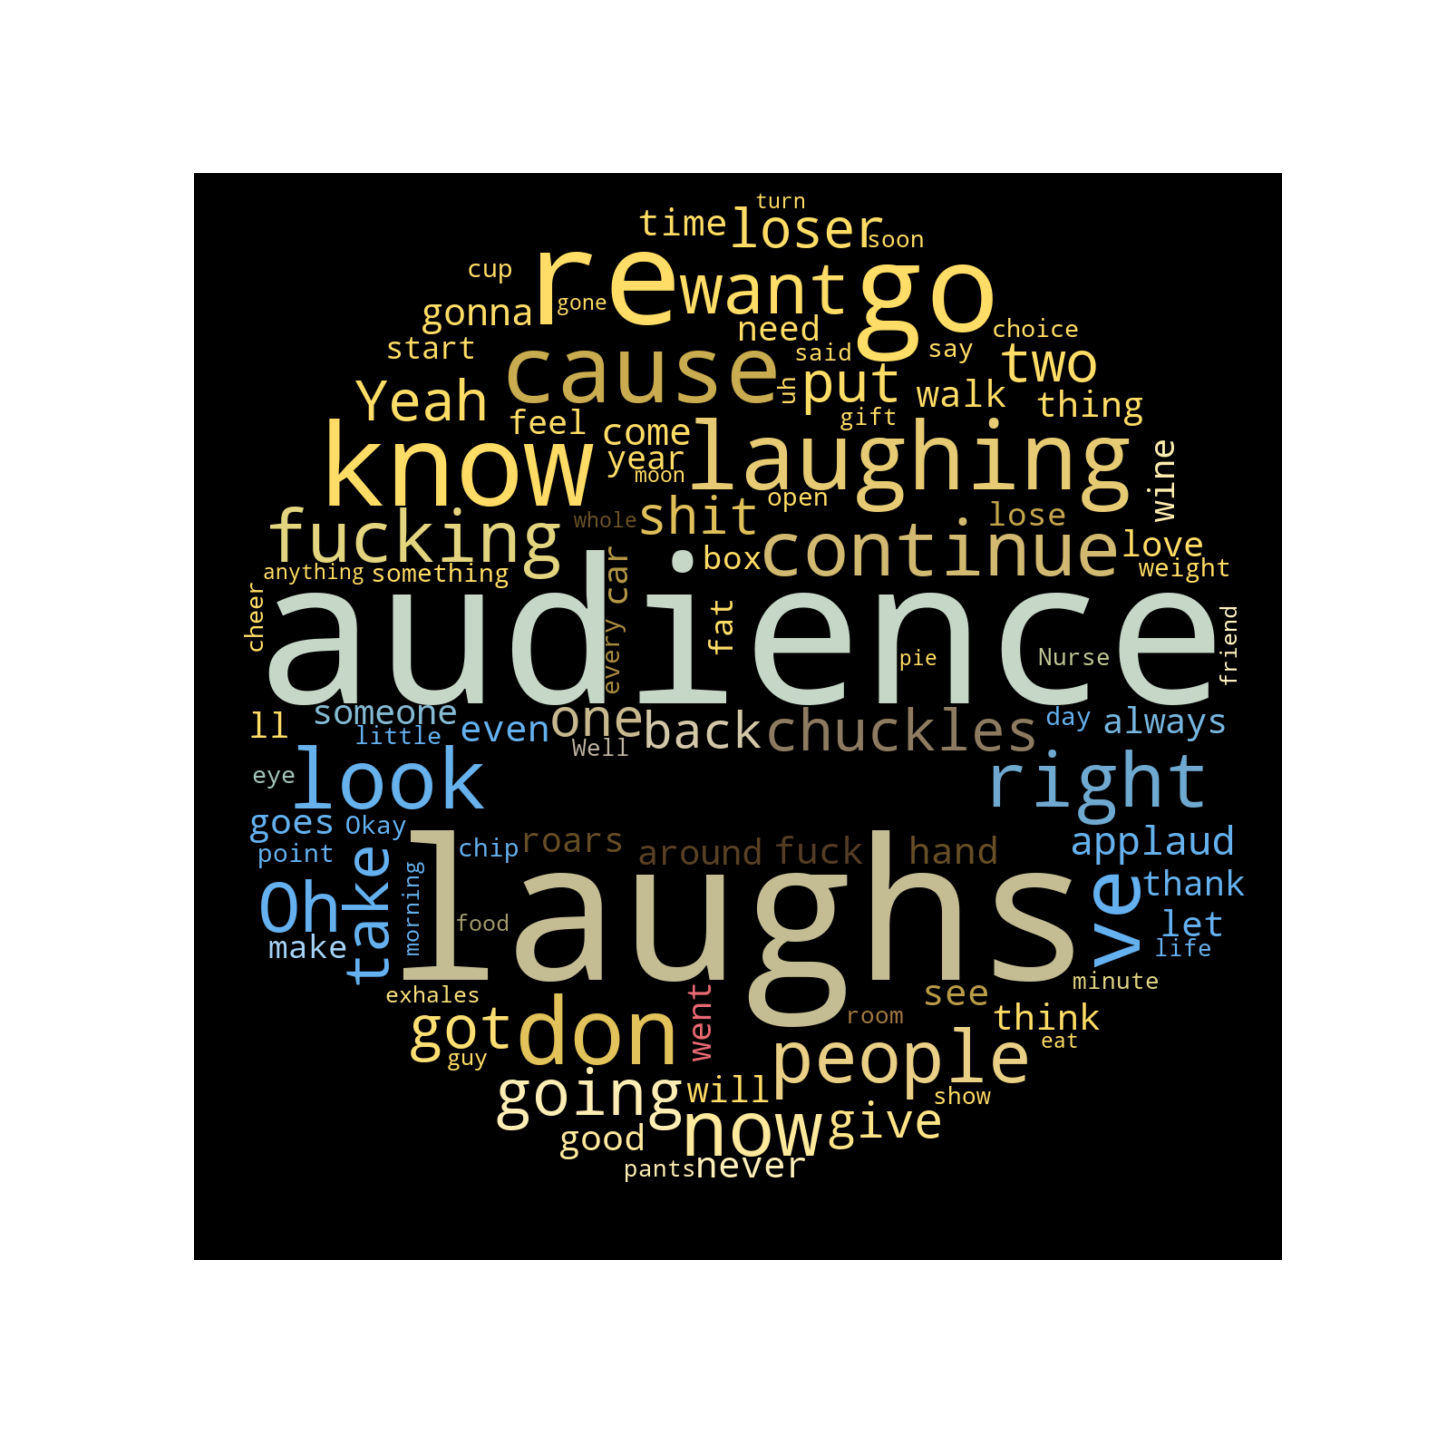 turn
time loser soon
cup re want go
gonna gone
need choice
start cause said say two
Yeah uh put walk thing
feel gift
know come laughing
year moon wine
fucking whole shit open lose
continue love
anything something box weight
cheer audience car fat friend
every pie Nurse
ll someone one back chuckles day always
little even Well
eye look right
goes Okay applaud
point chip roars around fuck hand
Oh take morning laughs ve thank
food let
make life
exhales minute
got don went see
room think
guy people eat
going will show
good now give
pants never